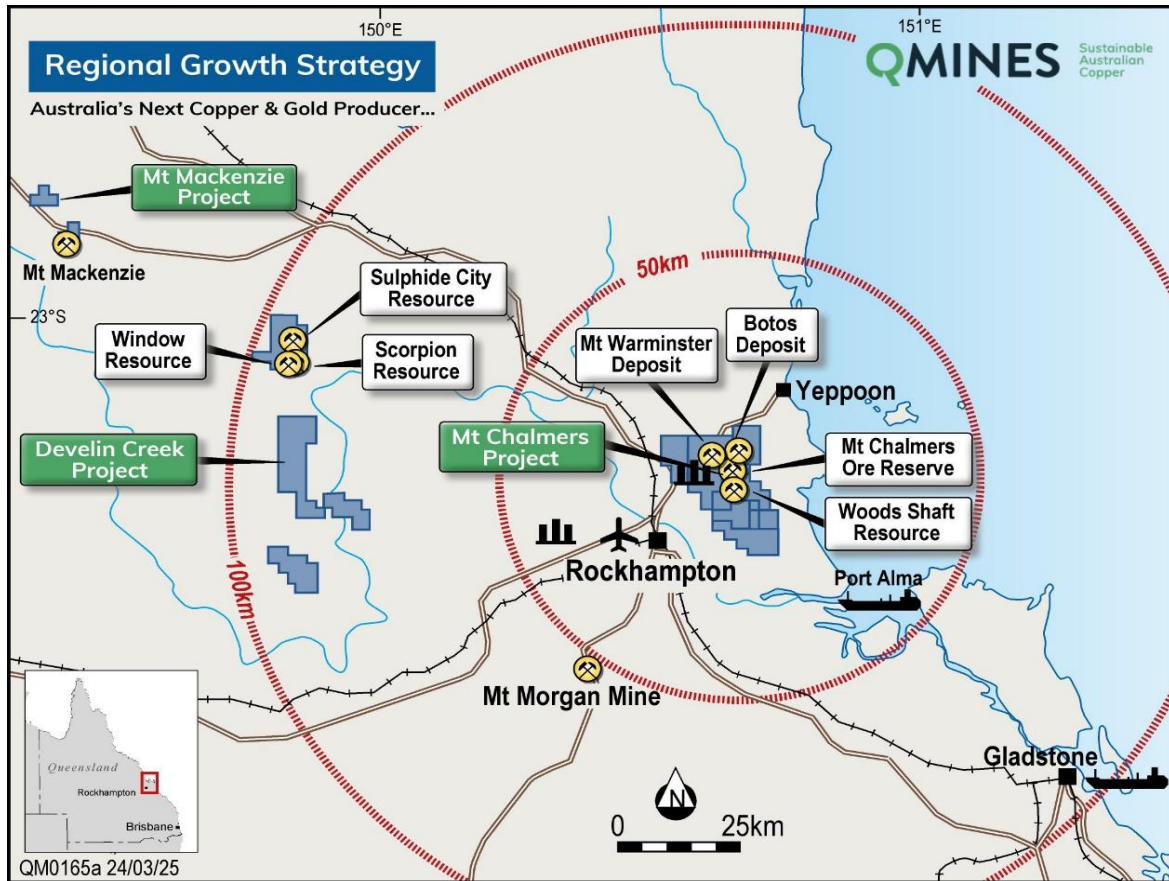 150°E
151°E
Regional Growth Strategy
Australia's Next Copper & Gold Producer...
QMINES
Sustainable
Australian
Copper
Mt Mackenzie
Project
Mt Mackenzie
50km
23°S
Sulphide City
Resource
Window
Resource
Scorpion
Resource
Mt Warminster
Deposit
Botos
Deposit
Yeppoon
Develin Creek
Project
Mt Chalmers
Project
Mt Chalmers
Ore Reserve
Woods Shaft
Resource
100km
Rockhampton
Port Alma
Mt Morgan Mine
Gladstone
Queensland
Rockhampton
Brisbane
N
0 25km
QM0165a 24/03/25